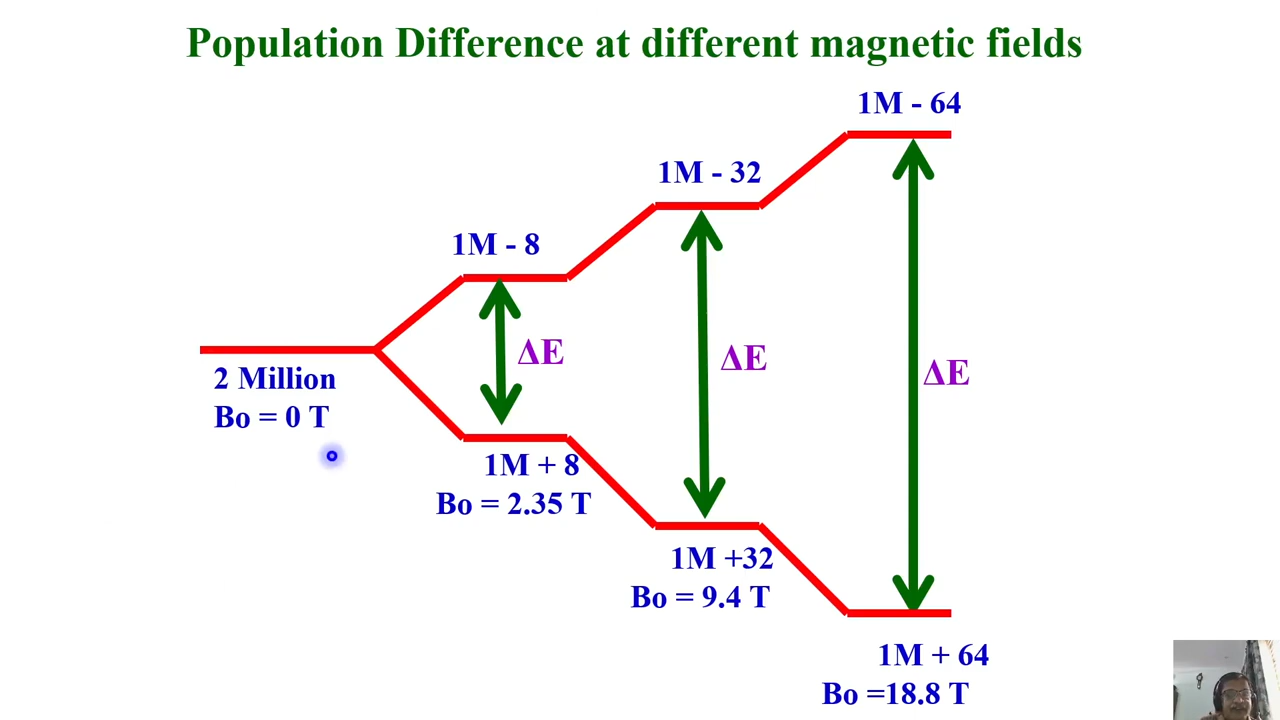 Population Difference at different magnetic fields
1M - 64
1M - 32
1M - 8
ΔE
ΔE
ΔE
2 Million
Bo = 0 T
1M + 8
Bo = 2.35 T
1M +32
Bo = 9.4 T
1M + 64
Bo =18.8 T